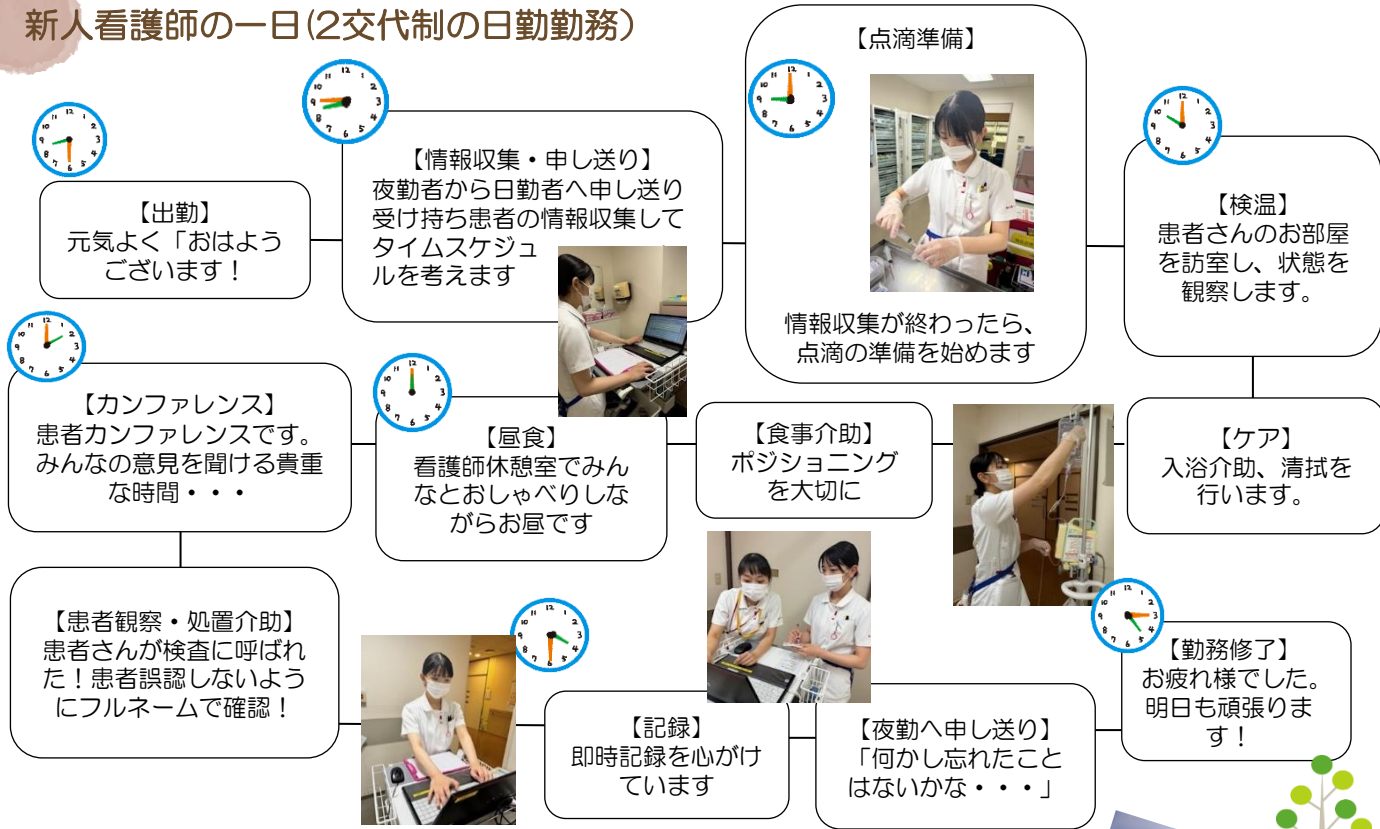 新人看護師の一日(2交代制の日勤勤務)
【出勤】
元気よく「おはよう
ございます!
【情報収集・申し送り】
夜勤者から日勤者へ申し送り
受け持ち患者の情報収集して
タイムスケジュ
ルを考えます
【点滴準備】
情報収集が終わったら、
点滴の準備を始めます
【検温】
患者さんのお部屋
を訪室し、状態を
観察します。
【ケア】
入浴介助、清拭を
行います。
【食事介助】
ポジショニング
を大切に
【昼食】
看護師休憩室でみん
なとおしゃべりしな
がらお昼です
【カンファレンス】
患者カンファレンスです。
みんなの意見を聞ける貴重
な時間・・・
【患者観察・処置介助】
患者さんが検査に呼ばれ
た!患者誤認しないよう
にフルネームで確認!
【記録】
即時記録を心がけ
ています
【夜勤へ申し送り】
「何かし忘れたこと
はないかな・・・」
【勤務修了】
お疲れ様でした。
明日も頑張りま
す!